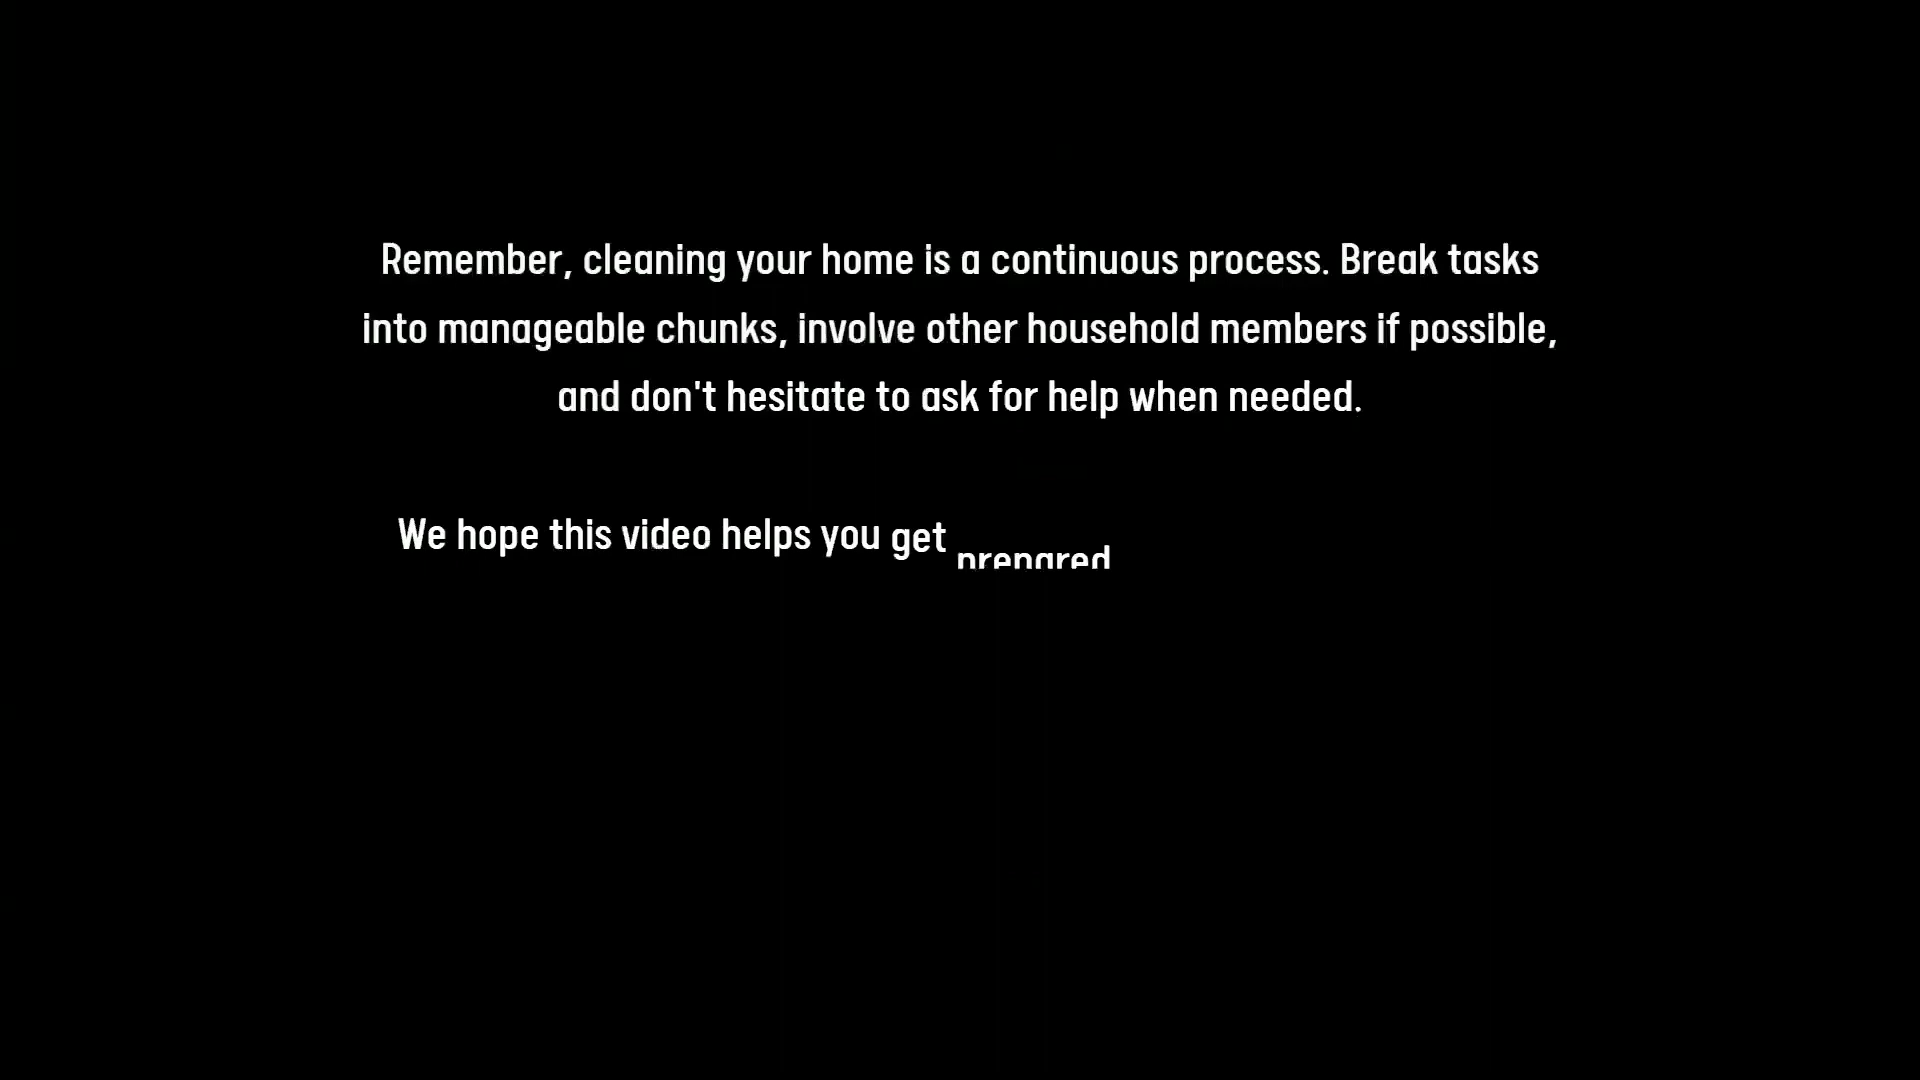 Remember, cleaning your home is a continuous process. Break tasks
into manageable chunks, involve other household members if possible,
and don't hesitate to ask for help when needed.
We hope this video helps you get prepared